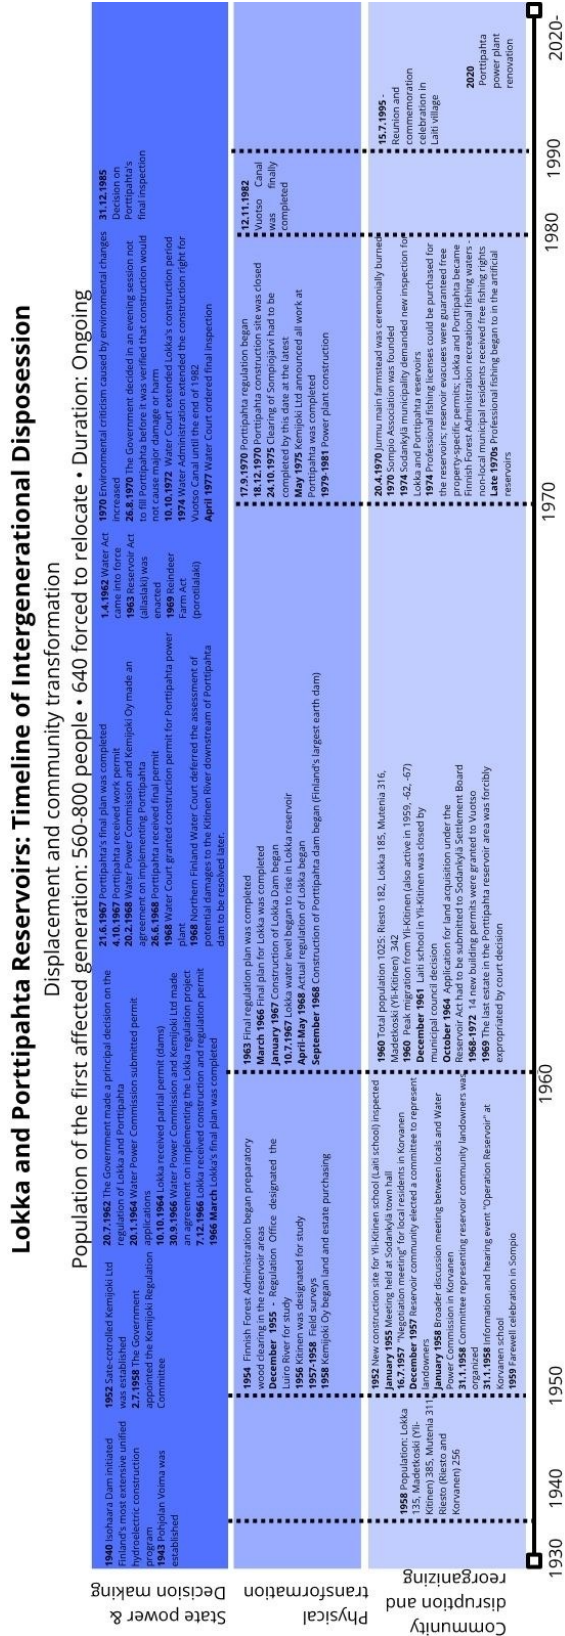 Lokka and Porttipahta Reservoirs: Timeline of Intergenerational Disposession
Displacement and community transformation
Population of the first affected generation: 560-800 people • 640 forced to relocate • Duration: Ongoing
State power &
Decision making
1940 Isohaara Dam initiated
Finland's most extensive unified
hydroelectric construction
program
1943 Pohjolan Voima was
established
1952 Sate-cotrolled Kemijoki Ltd
was established
2.7.1958 The Government
appointed the Kemijoki Regulation
Committee
20.7.1962 The Government made a principal decision on the
regulation of Lokka and Porttipahta
20.1.1964 Water Power Commission submitted permit
applications
10.10.1964 Lokka received partial permit (dams)
30.9.1966 Water Power Commission and Kemijoki Ltd made
an agreement on implementing the Lokka regulation project
7.12.1966 Lokka received construction and regulation permit
1966 March Lokka's final plan was completed
21.6.1967 Porttipahta's final plan was completed
4.10.1967 Porttipahta received work permit
20.2.1968 Water Power Commission and Kemijoki Oy made an
agreement on implementing Porttipahta
26.6.1968 Porttipahta received final permit
1968 Water Court granted construction permit for Porttipahta power
plant
1968 Northern Finland Water Court deferred the assessment of
potential damages to the Kitinen River downstream of Porttipahta
dam to be resolved later.
1.4.1962 Water Act
came into force
1963 Reservoir Act
(allaslaki) was
enacted
1969 Reindeer
Farm Act
(porotilalaki)
1970 Environmental criticism caused by environmental changes
increased
26.8.1970 The Government decided in an evening session not
to fill Porttipahta before it was verified that construction would
not cause major damage or harm
10.10.1972 Water Court extended Lokka's construction period
1974 Water Administration extended the construction right for
Vuotso Canal until the end of 1982
April 1977 Water Court ordered final inspection
31.12.1985
Decision on
Porttipahta's
final inspection
Physical
transformation
1954 Finnish Forest Administration began preparatory
wood clearing in the reservoir areas
December 1955 - Regulation Office designated the
Luiro River for study
1956 Kitinen was designated for study
1957-1958 Field surveys
1958 Kemijoki Oy began land and estate purchasing
1963 Final regulation plan was completed
March 1966 Final plan for Lokka was completed
January 1967 Construction of Lokka Dam began
10.7.1967 Lokka water level began to rise in Lokka reservoir
April-May 1968 Actual regulation of Lokka began
September 1968 Construction of Porttipahta dam began (Finland's largest earth dam)
17.9.1970 Porttipahta regulation began
18.12.1970 Porttipahta construction site was closed
24.10.1975 Clearing of Sompiojärvi had to be
completed by this date at the latest
May 1975 Kemijoki Ltd announced all work at
Porttipahta was completed
1979-1981 Power plant construction
12.11.1982
Vuotso Canal
was finally
completed
Community
disruption and
reorganizing
1958 Population: Lokka
135, Madetkoski (Yli-
Kitinen) 385, Mutenia 311
Riesto (Riesto and
Korvanen) 256
1952 New construction site for Yli-Kitinen school (Laiti school) inspected
January 1955 Meeting held at Sodankylä town hall
16.7.1957 "Negotiation meeting" for local residents in Korvanen
December 1957 Reservoir community elected a committee to represent
landowners
January 1958 Broader discussion meeting between locals and Water
Power Commission in Korvanen
31.1.1958 Committee representing reservoir community landowners was
organized
31.1.1958 Information and hearing event "Operation Reservoir" at
Korvanen school
1959 Farewell celebration in Sompio
1960 Total population 1025: Riesto 182, Lokka 185, Mutenia 316,
Madetkoski (Yli-Kitinen) 342
1960 Peak migration from Yli-Kitinen (also active in 1959, -62, -67)
December 1961 Laiti school in Yli-Kitinen was closed by
municipal council decision
October 1964 Application for land acquisition under the
Reservoir Act had to be submitted to Sodankylä Settlement Board
1968-1972 14 new building permits were granted to Vuotso
1969 The last estate in the Porttipahta reservoir area was forcibly
expropriated by court decision
20.4.1970 Jurmu main farmstead was ceremonially burned
1970 Sompio Association was founded
1974 Sodankylä municipality demanded new inspection for
Lokka and Porttipahta reservoirs
1974 Professional fishing licenses could be purchased for
the reservoirs; reservoir evacuees were guaranteed free
property-specific permits; Lokka and Porttipahta became
Finnish Forest Administration recreational fishing waters -
non-local municipal residents received free fishing rights
Late 1970s Professional fishing began to in the artificial
reservoirs
15.7.1995 -
Reunion and
commemoration
celebration in
Laiti village
2020
Porttipahta
power plant
renovation
1930
1940
1950
1960
1970
1980
1990
2020-